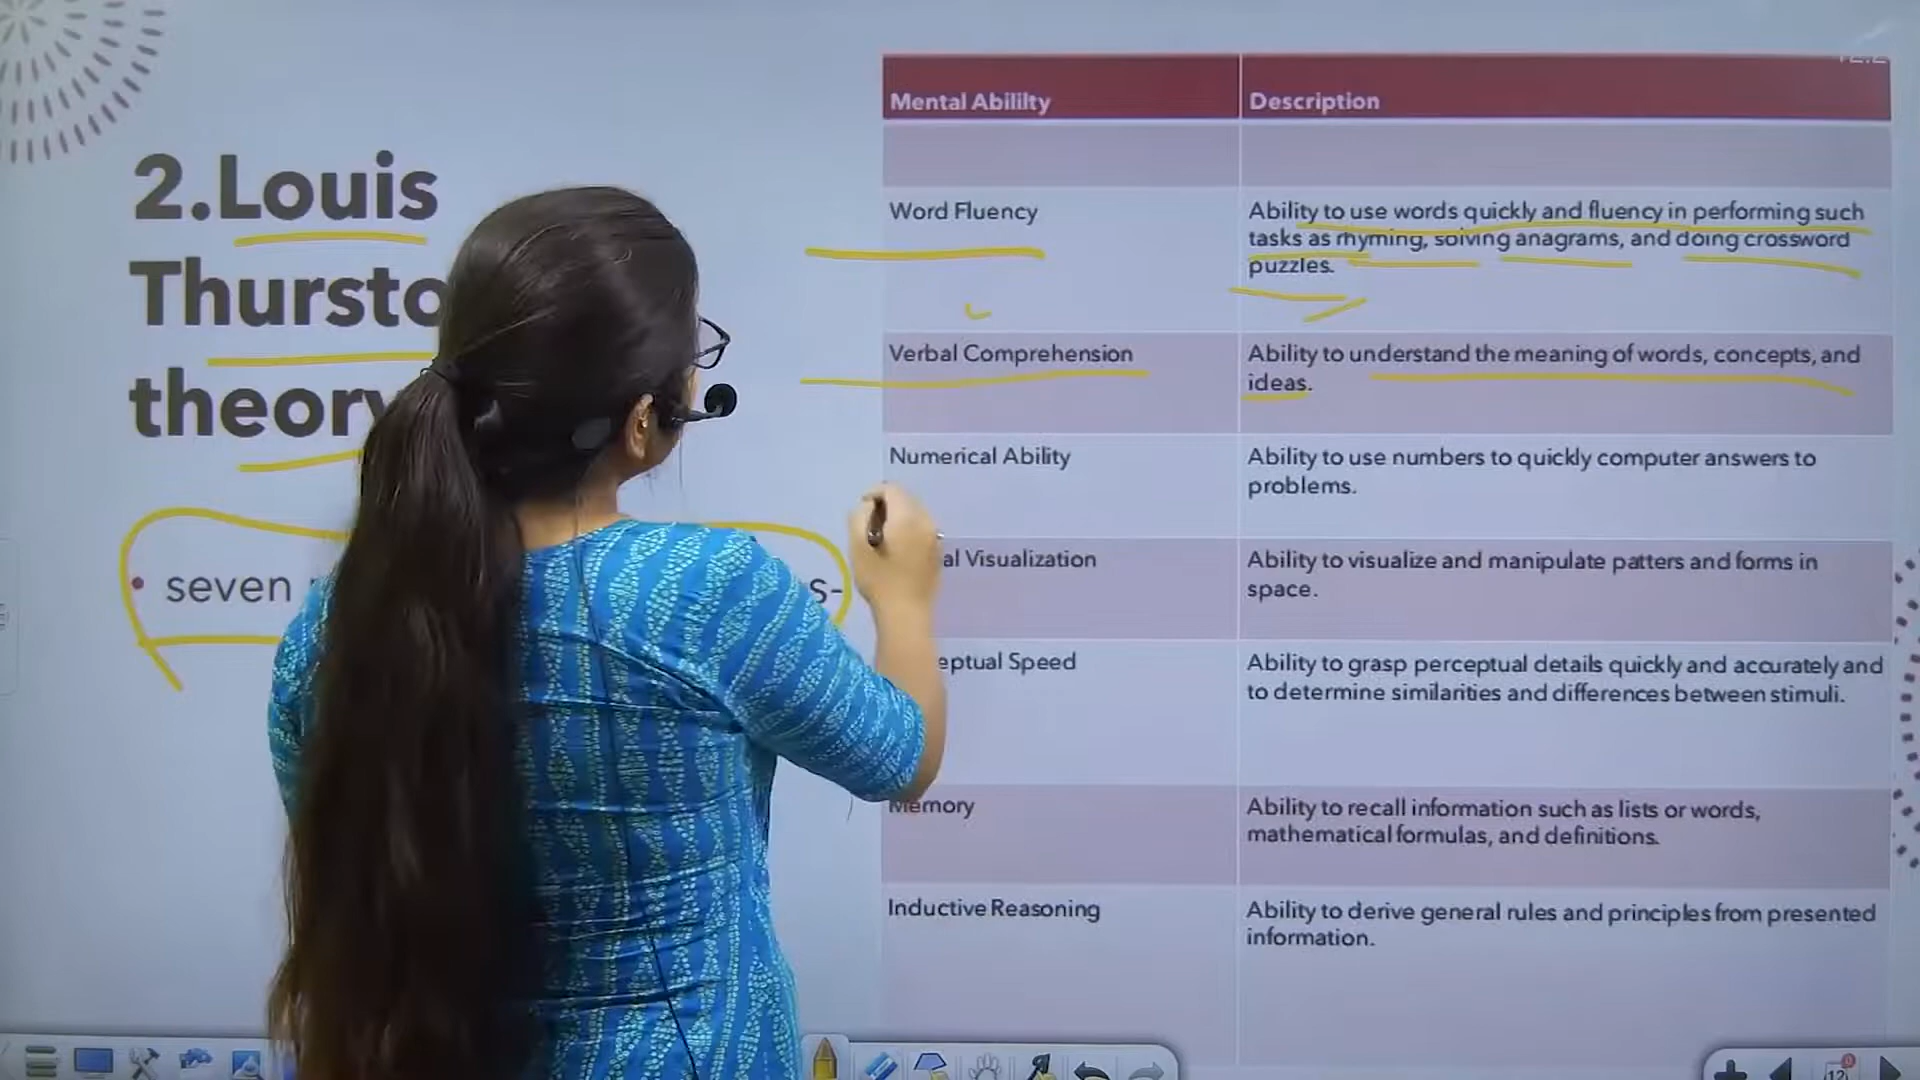 2.Louis
theory
• seven
s-
Mental Abililty
Description
Word Fluency
Ability to use words quickly and fluency in performing such
tasks as rhyming, solving anagrams, and doing crossword
puzzles.
Verbal Comprehension
Ability to understand the meaning of words, concepts, and
ideas.
Numerical Ability
Ability to use numbers to quickly computer answers to
problems.
al Visualization
Ability to visualize and manipulate patters and forms in
space.
eptual Speed
Ability to grasp perceptual details quickly and accurately and
to determine similarities and differences between stimuli.
Memory
Ability to recall information such as lists or words,
mathematical formulas, and definitions.
Inductive Reasoning
Ability to derive general rules and principles from presented
information.
12